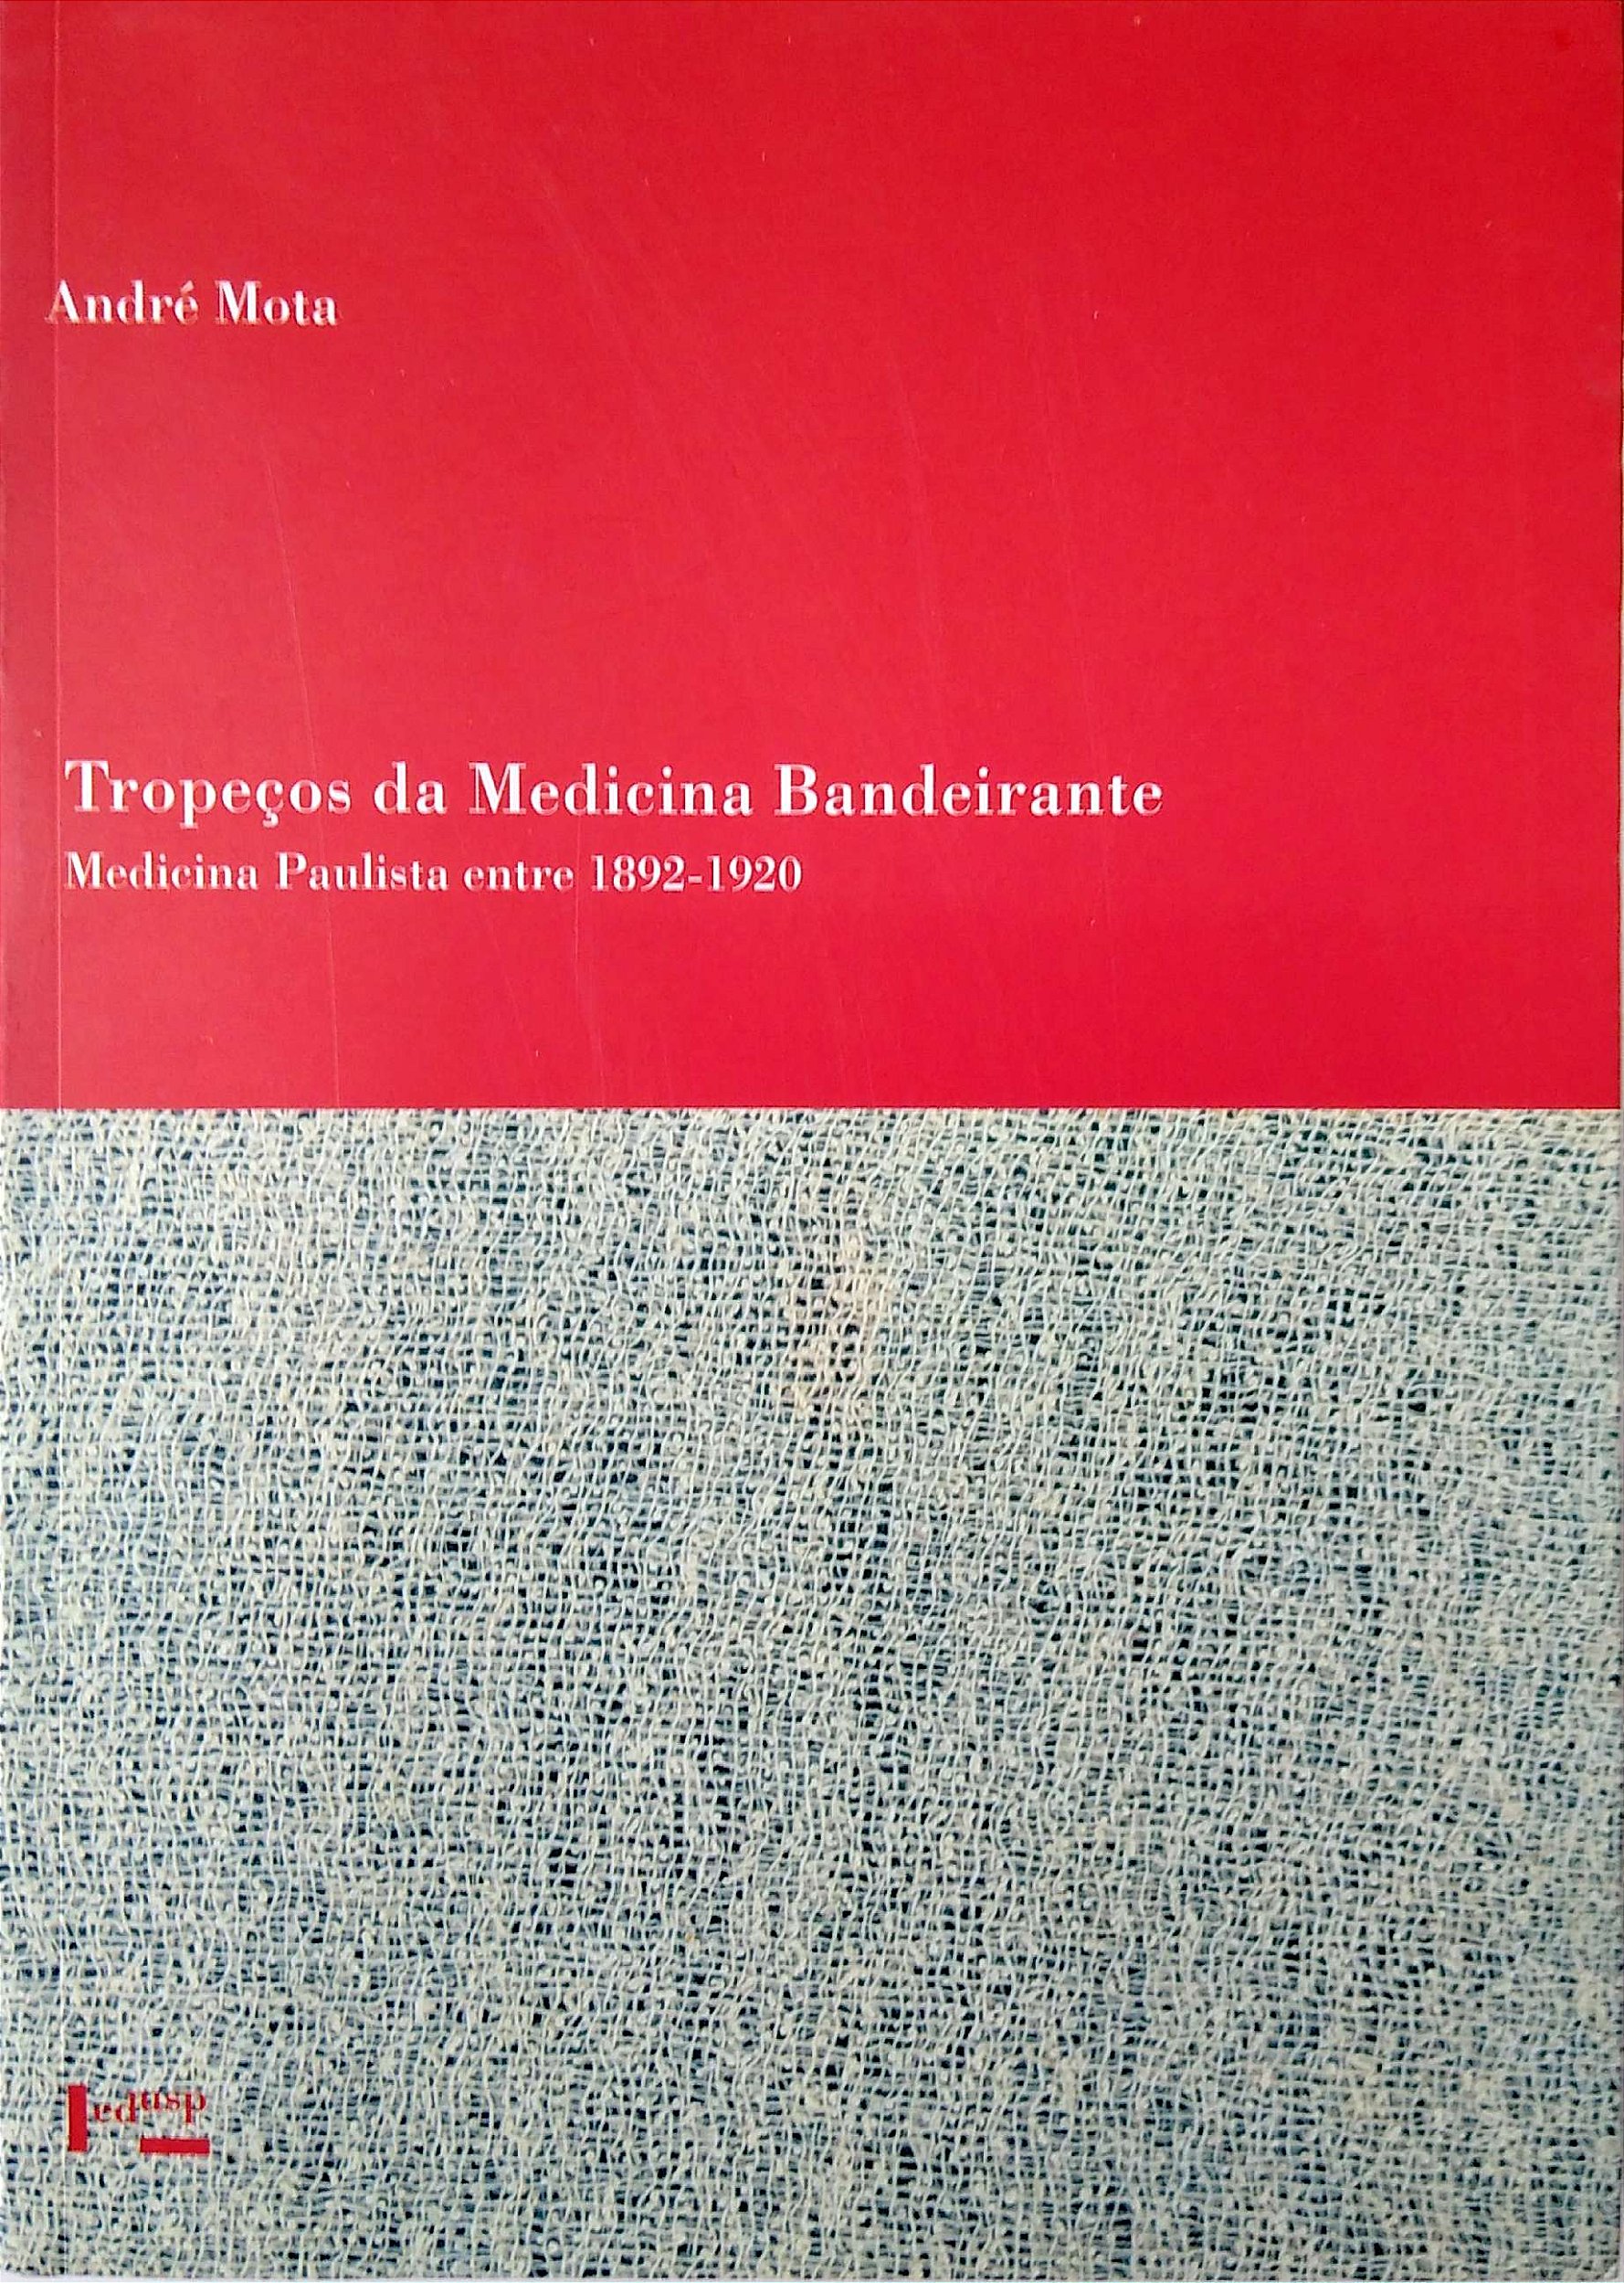 André Mota
Tropeços da Medicina Bandeirante
Medicina Paulista entre 1892-1920
edusp